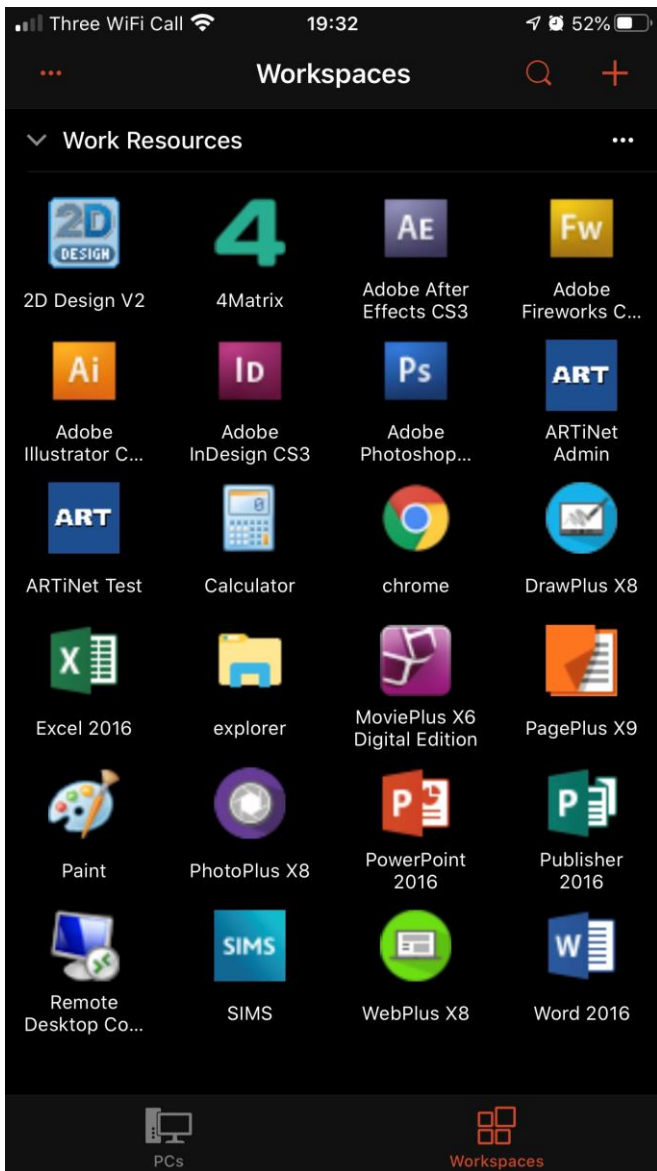 Three WiFi Call 19:32 52%
Workspaces
Work Resources
2D
DESIGN
4
AE
Fw
2D Design V2
4Matrix
Adobe After
Effects CS3
Adobe
Fireworks C...
Ai
ID
Ps
ART
Adobe
Illustrator C...
Adobe
InDesign CS3
Adobe
Photoshop...
ARTiNet
Admin
ART
0
ARTiNet Test
Calculator
chrome
DrawPlus X8
X
Excel 2016
explorer
MoviePlus X6
Digital Edition
PagePlus X9
P
P
Paint
PhotoPlus X8
PowerPoint
2016
Publisher
2016
SIMS
W
Remote
Desktop Co...
SIMS
WebPlus X8
Word 2016
PCs
Workspaces